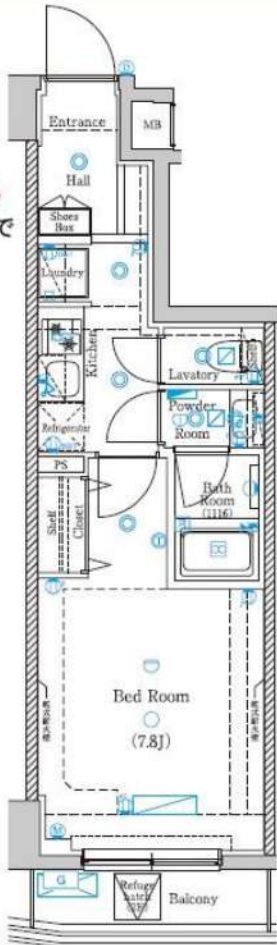 で
Entrance
MB
Hall
Shoes
Box
Laundry
Kitchen
Lavatory
Refrigerator
Powder
Room
PS
Shelf
Closet
Bath
Room
(1116)
Bed Room
(7.8J)
M
G
Refuge
hatch
Balcony